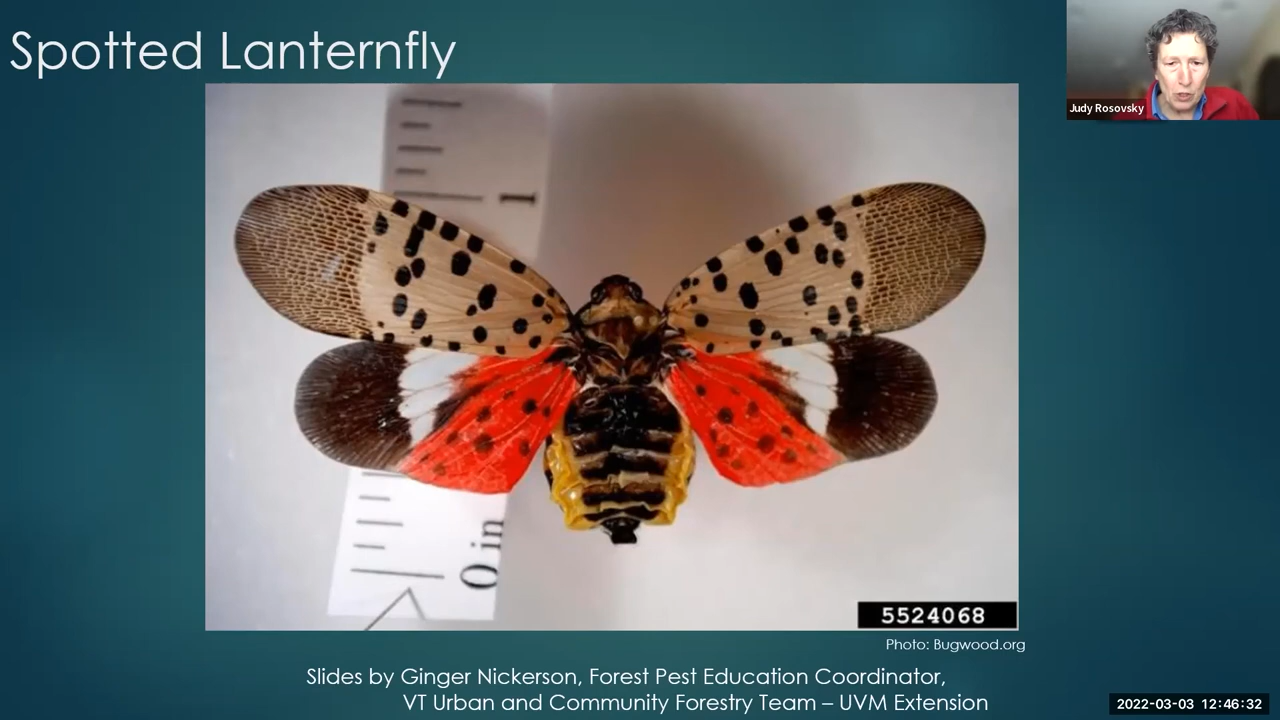 Spotted Lanternfly
Judy Rosovsky
1
0 in
5524068
Photo: Bugwood.org
Slides by Ginger Nickerson, Forest Pest Education Coordinator,
VT Urban and Community Forestry Team – UVM Extension
2022-03-03 12:46:32